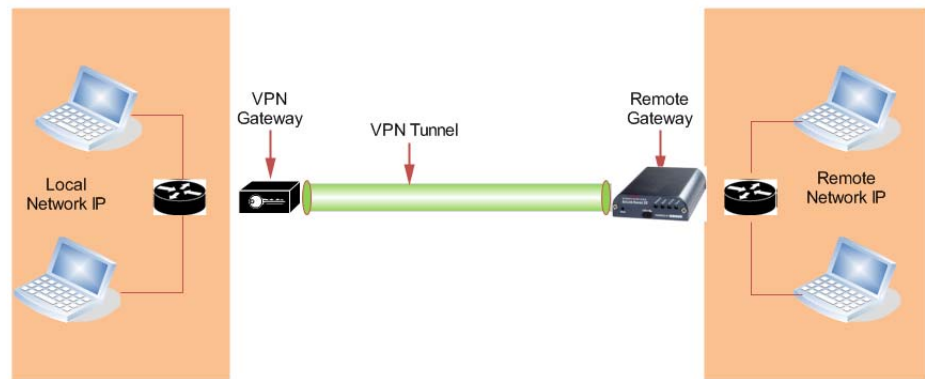 VPN
Gateway
VPN Tunnel
Remote
Gateway
Local
Network IP
Remote
Network IP